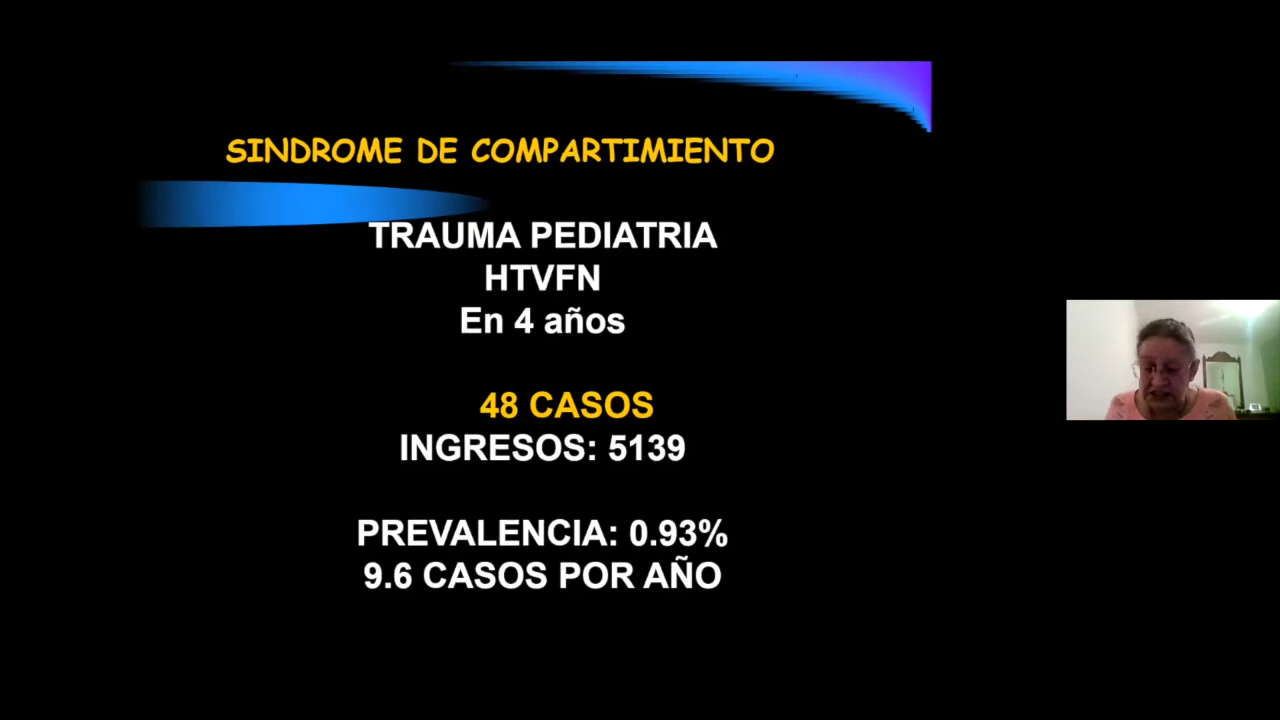 SINDROME DE COMPARTIMIENTO
TRAUMA PEDIATRIA
HTVFN
En 4 años
48 CASOS
INGRESOS: 5139
PREVALENCIA: 0.93%
9.6 CASOS POR AÑO